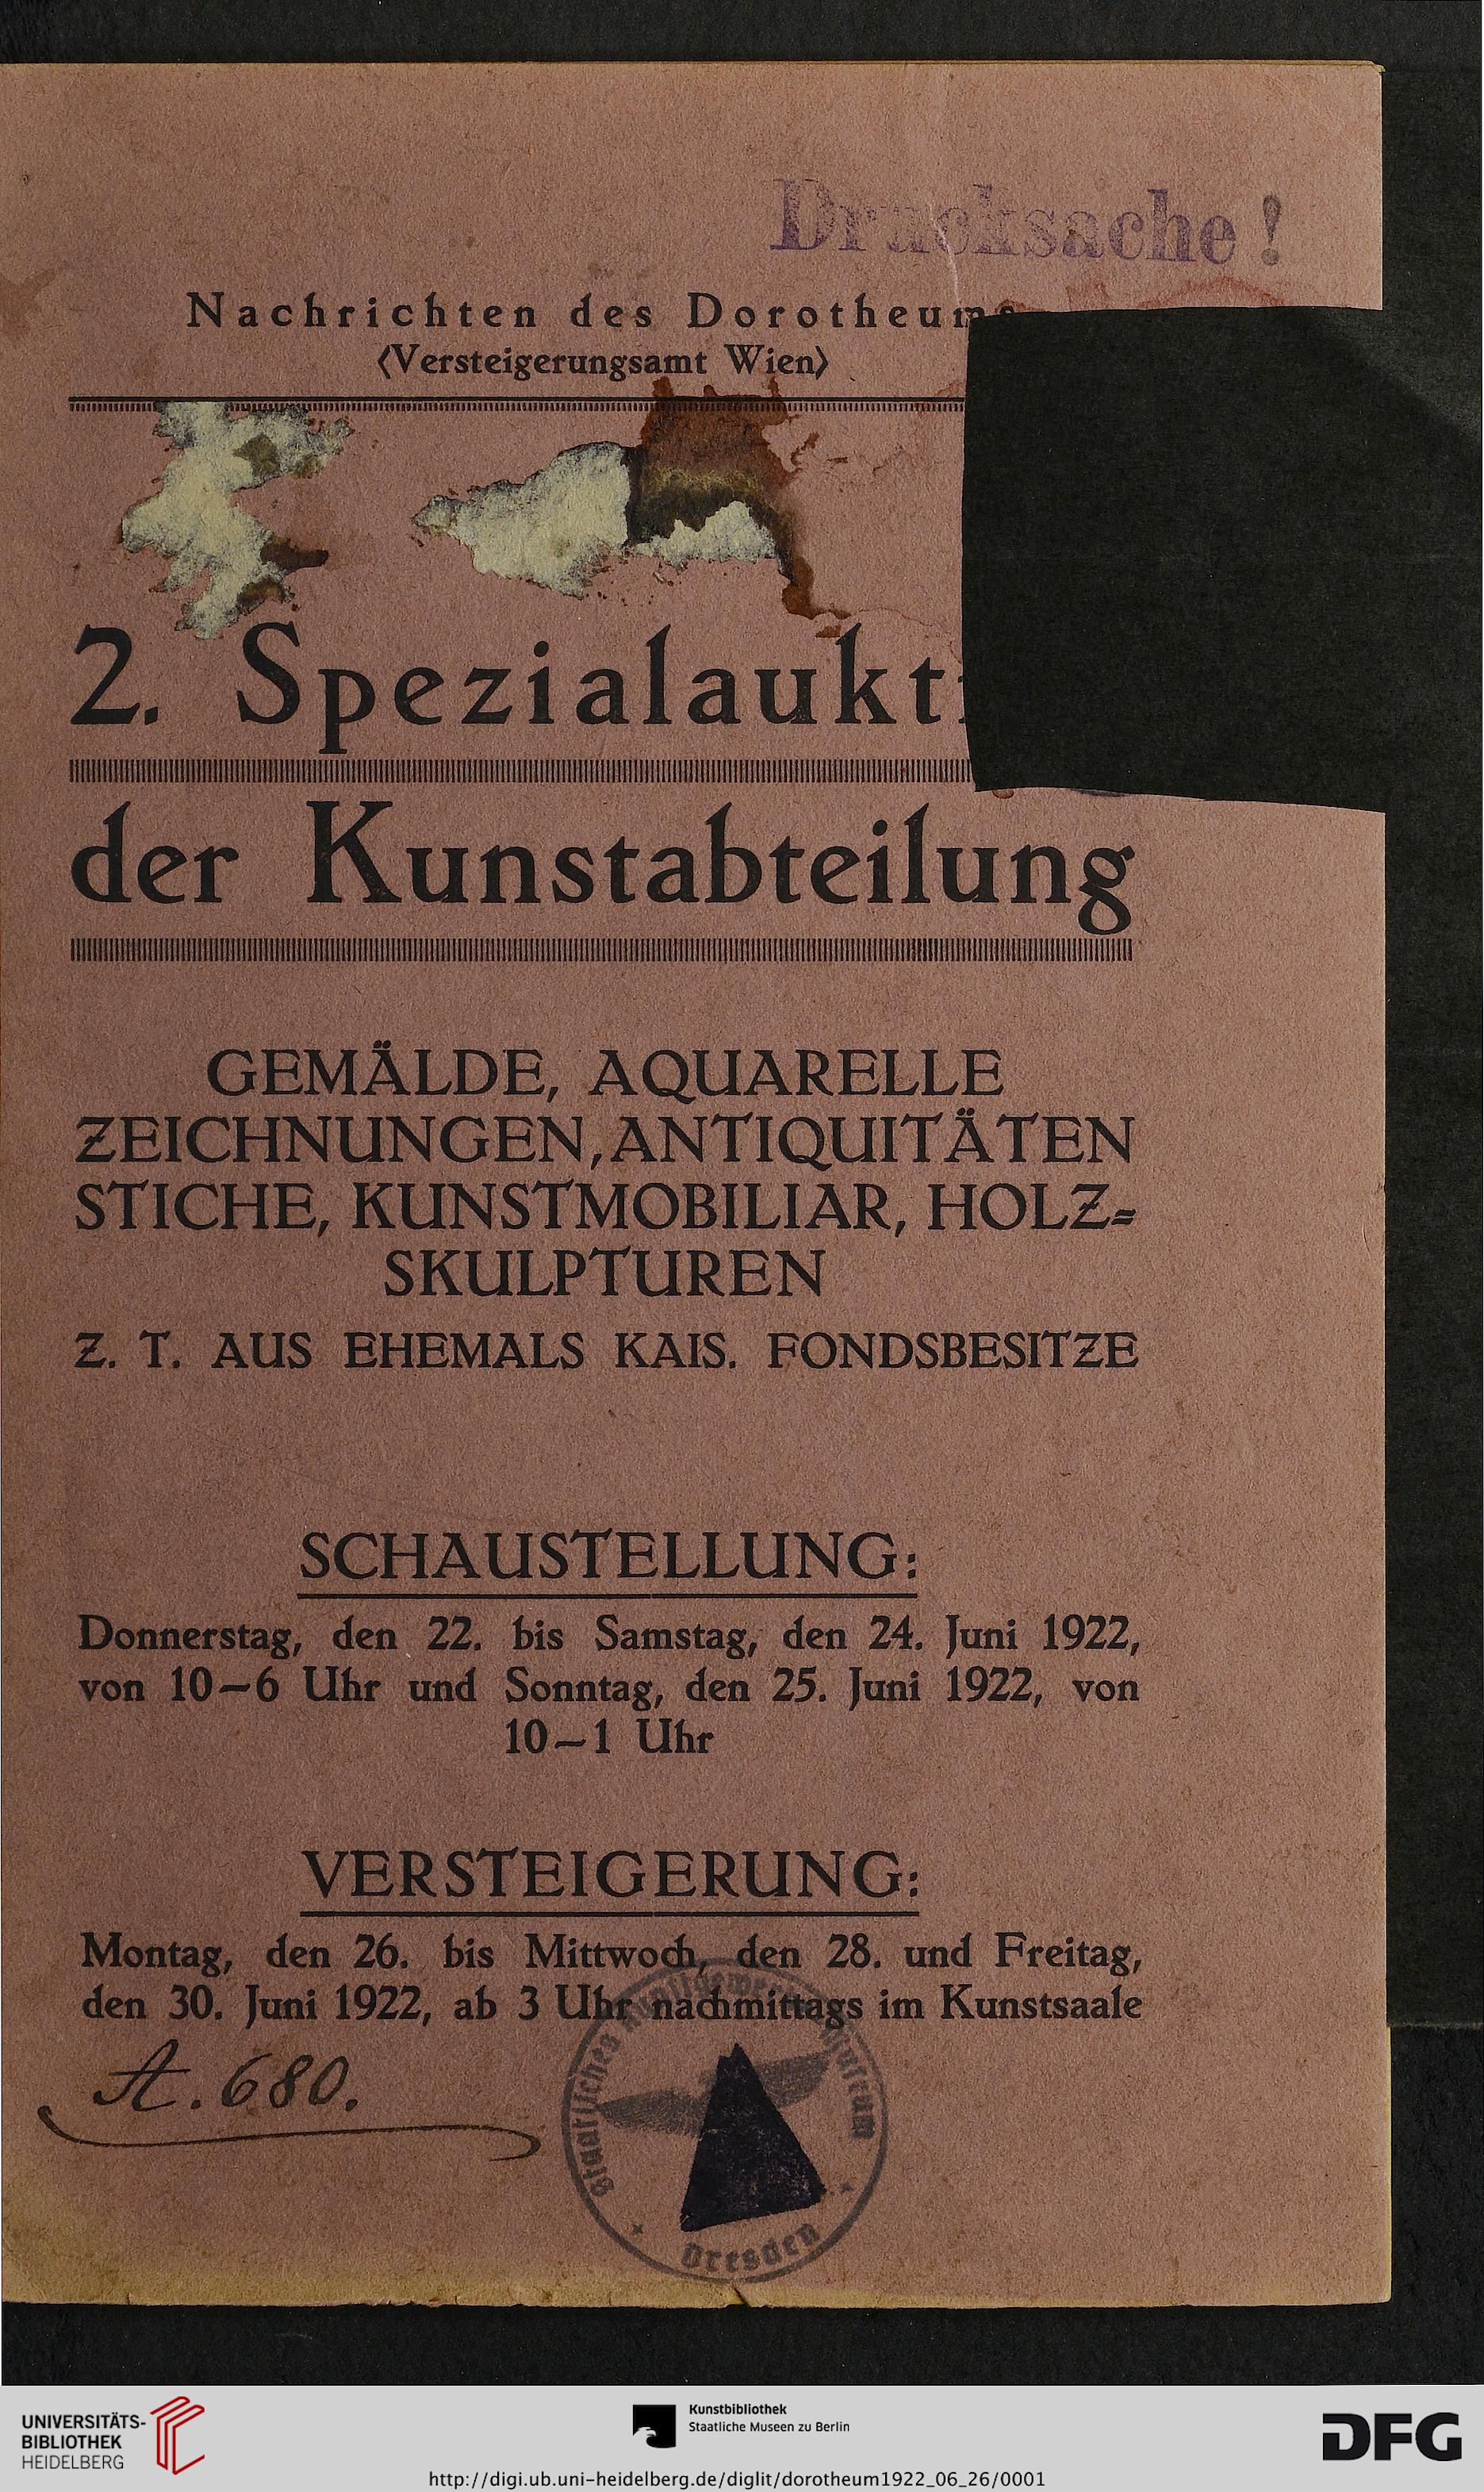 Drucksache!
Nachrichten des Dorotheums
⟨Versteigerungsamt Wien⟩
2. Spezialaukt
der Kunstabteilung
GEMÄLDE, AQUARELLE
ZEICHNUNGEN, ANTIQUITÄTEN
STICHE, KUNSTMOBILIAR, HOLZ=
SKULPTUREN
Z. T. AUS EHEMALS KAIS. FONDSBESITZE
SCHAUSTELLUNG:
Donnerstag, den 22. bis Samstag, den 24. Juni 1922,
von 10—6 Uhr und Sonntag, den 25. Juni 1922, von
10—1 Uhr
VERSTEIGERUNG:
Montag, den 26. bis Mittwoch, den 28. und Freitag,
den 30. Juni 1922, ab 3 Uhr nachmittags im Kunstsaale
A. 680.
Staatliches Kunstgewerbemuseum
Dresden
UNIVERSITÄTS-
BIBLIOTHEK
HEIDELBERG
Kunstbibliothek
Staatliche Museen zu Berlin
DFG
http://digi.ub.uni-heidelberg.de/diglit/dorotheum1922_06_26/0001